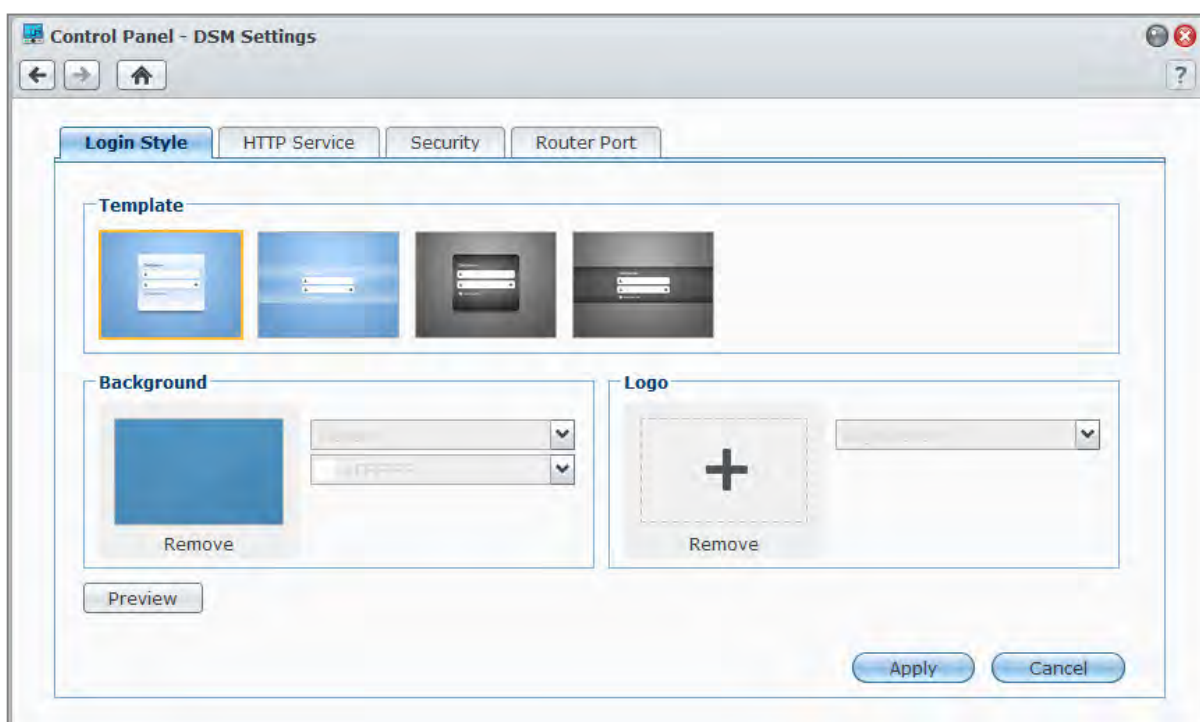 Control Panel - DSM Settings
?
Login Style HTTP Service Security Router Port
Template
Background Logo
Remove Remove
Preview
Apply Cancel